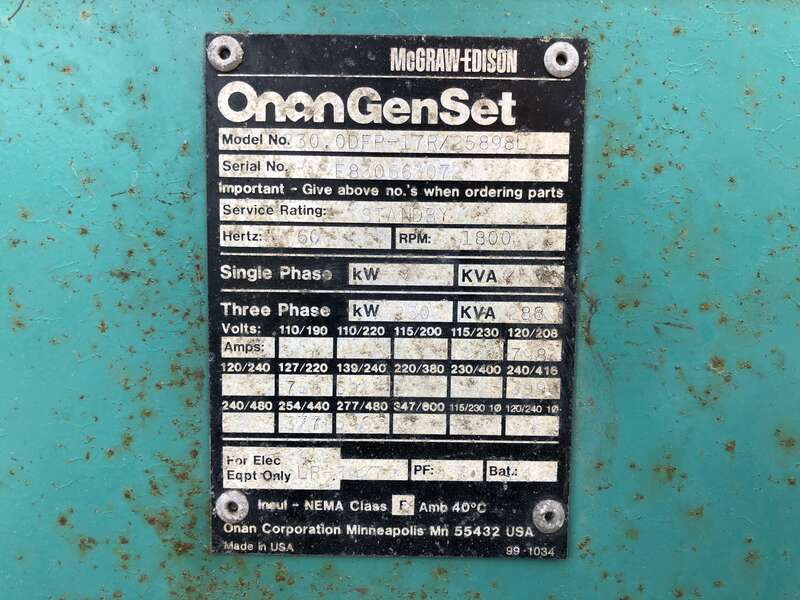 McGRAW-EDISON
Onan GenSet
Model No. 30.0DFP-17R/25898L
Serial No.
Important - Give above no.'s when ordering parts
Service Rating: STANDBY
Hertz: 60 RPM: 1800
Single Phase kW KVA
Three Phase kW KVA
Volts: 110/190 110/220 115/200 115/230 120/208
Amps:
120/240 127/220 139/240 220/380 230/400 240/416
240/480 254/440 277/480 347/600 115/230 1Ø 120/240 1Ø
For Elec
Eqpt Only PF: Bat.:
Insul - NEMA Class F Amb 40°C
Onan Corporation Minneapolis Mn 55432 USA
Made in USA 99-1034